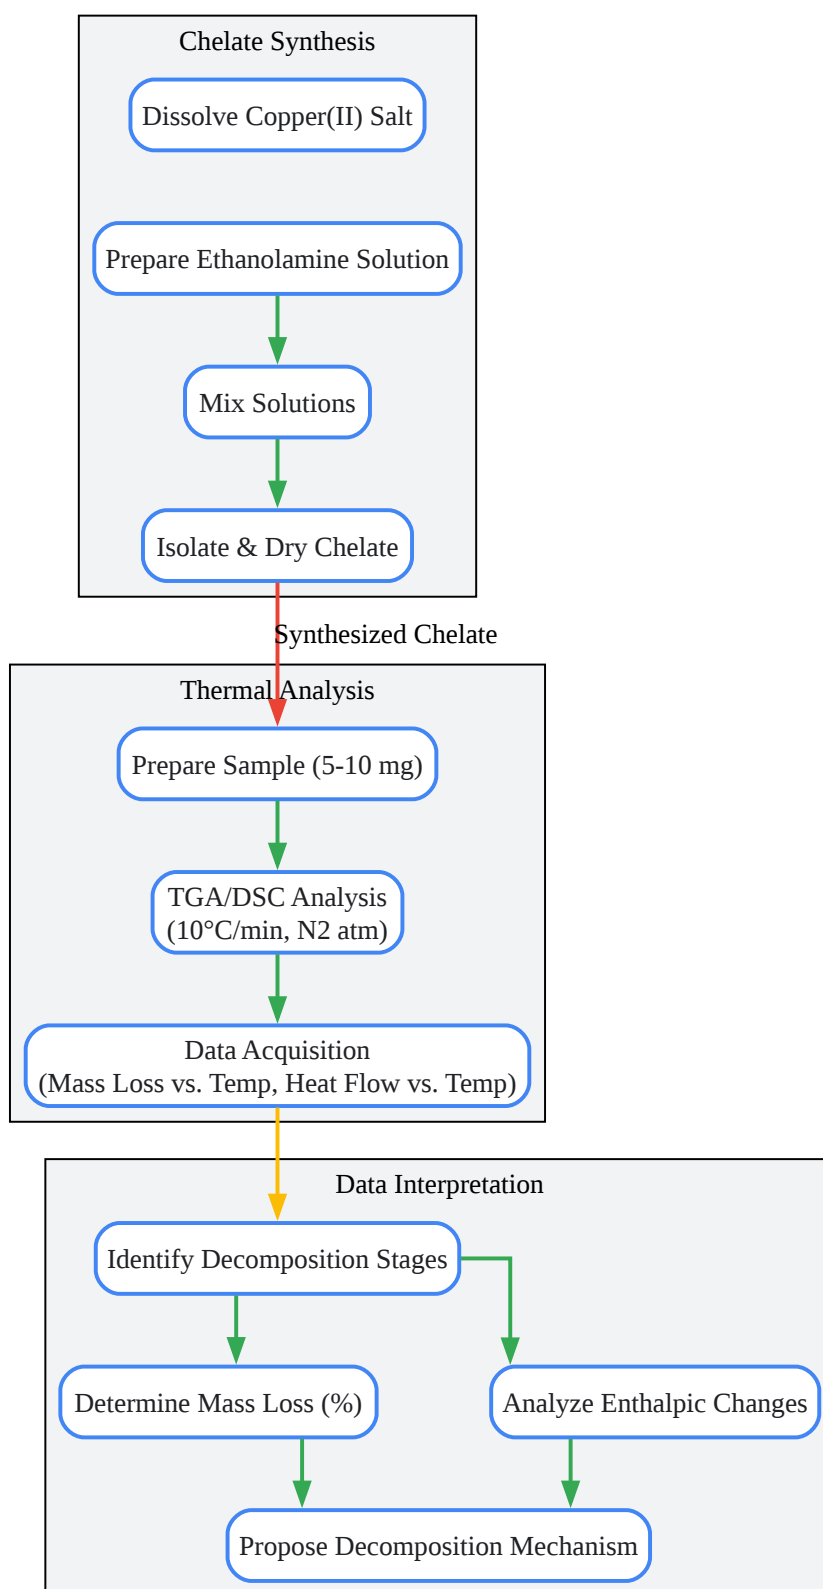 Chelate Synthesis
Dissolve Copper(II) Salt
Prepare Ethanolamine Solution
Mix Solutions
Isolate & Dry Chelate
Synthesized Chelate
Thermal Analysis
Prepare Sample (5-10 mg)
TGA/DSC Analysis
(10°C/min, N2 atm)
Data Acquisition
(Mass Loss vs. Temp, Heat Flow vs. Temp)
Data Interpretation
Identify Decomposition Stages
Determine Mass Loss (%)
Analyze Enthalpic Changes
Propose Decomposition Mechanism